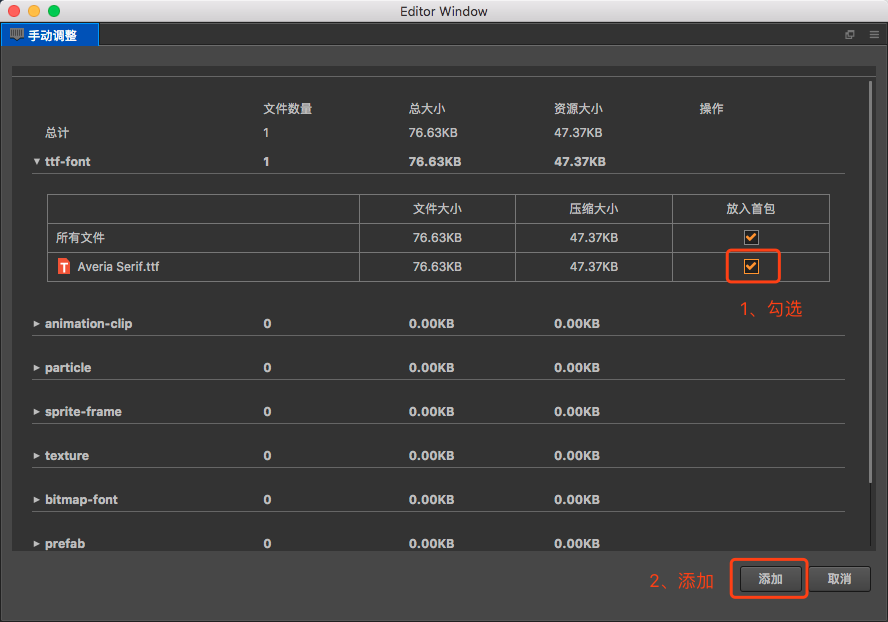 Editor Window
手动调整
文件数量 总大小 资源大小 操作
总计 1 76.63KB 47.37KB
ttf-font 1 76.63KB 47.37KB
文件大小 压缩大小 放入首包
所有文件 76.63KB 47.37KB
Averia Serif.ttf 76.63KB 47.37KB
1、勾选
animation-clip 0 0.00KB 0.00KB
particle 0 0.00KB 0.00KB
sprite-frame 0 0.00KB 0.00KB
texture 0 0.00KB 0.00KB
bitmap-font 0 0.00KB 0.00KB
prefab 0 0.00KB 0.00KB
2、添加 添加 取消